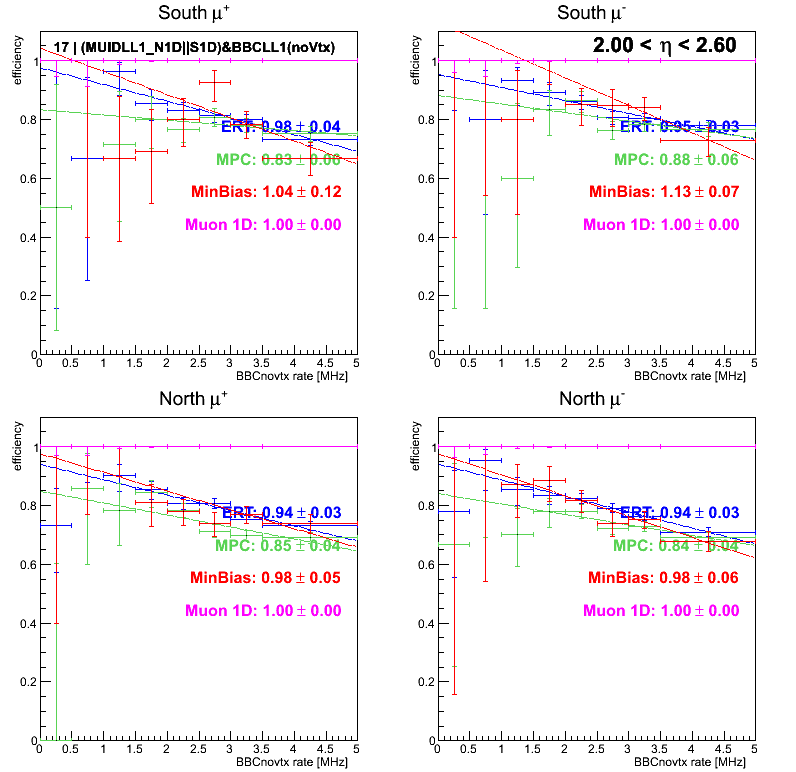 South μ+
South μ-
17 | (MUIDLL1_N1D||S1D)&BBCLL1(noVtx)
2.00 < η < 2.60
efficiency
1
0.8
0.6
0.4
0.2
0
ERT: 0.98 ± 0.04
MPC: 0.83 ± 0.06
MinBias: 1.04 ± 0.12
Muon 1D: 1.00 ± 0.00
0 0.5 1 1.5 2 2.5 3 3.5 4 4.5 5
BBCnovtx rate [MHz]
efficiency
1
0.8
0.6
0.4
0.2
0
ERT: 0.95 ± 0.03
MPC: 0.88 ± 0.06
MinBias: 1.13 ± 0.07
Muon 1D: 1.00 ± 0.00
0 0.5 1 1.5 2 2.5 3 3.5 4 4.5 5
BBCnovtx rate [MHz]
North μ+
North μ-
efficiency
1
0.8
0.6
0.4
0.2
0
ERT: 0.94 ± 0.03
MPC: 0.85 ± 0.04
MinBias: 0.98 ± 0.05
Muon 1D: 1.00 ± 0.00
0 0.5 1 1.5 2 2.5 3 3.5 4 4.5 5
BBCnovtx rate [MHz]
efficiency
1
0.8
0.6
0.4
0.2
0
ERT: 0.94 ± 0.03
MPC: 0.84 ± 0.04
MinBias: 0.98 ± 0.06
Muon 1D: 1.00 ± 0.00
0 0.5 1 1.5 2 2.5 3 3.5 4 4.5 5
BBCnovtx rate [MHz]